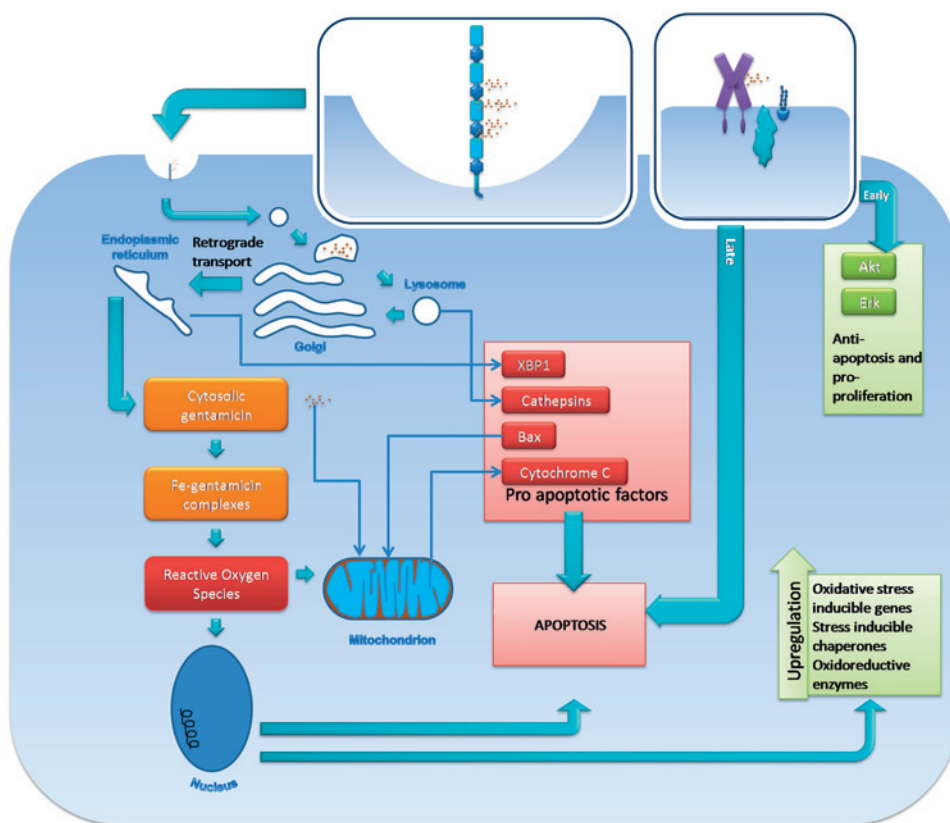 Early
Late
Akt
Erk
Anti-
apoptosis and
pro-
proliferation
Endoplasmic
reticulum
Retrograde
transport
Lysosome
Golgi
XBP1
Cathepsins
Bax
Cytochrome C
Pro apoptotic factors
Cytosolic
gentamicin
Fe-gentamicin
complexes
Reactive Oxygen
Species
Mitochondrion
APOPTOSIS
Upregulation
Oxidative stress
inducible genes
Stress inducible
chaperones
Oxidoreductive
enzymes
Nucleus